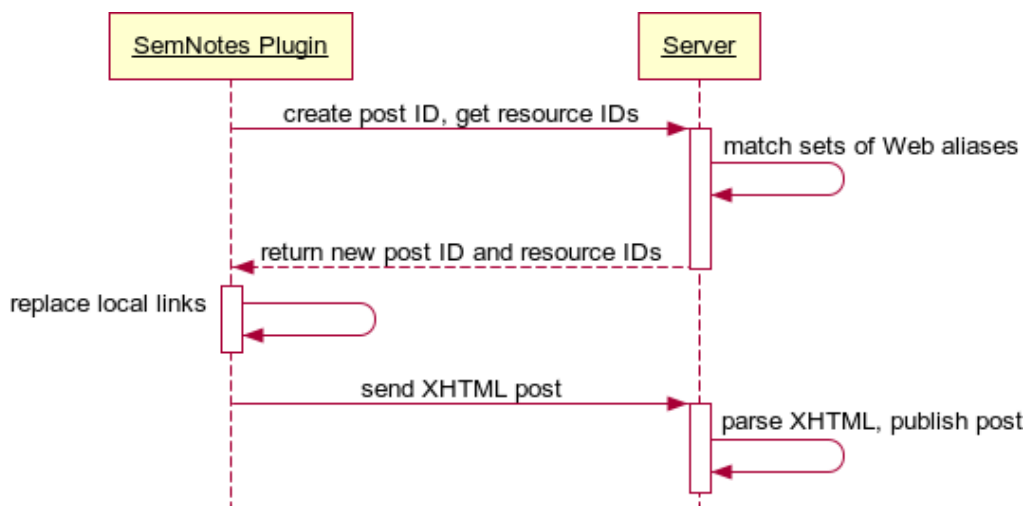 SemNotes Plugin
Server
create post ID, get resource IDs
match sets of Web aliases
return new post ID and resource IDs
replace local links
send XHTML post
parse XHTML, publish post